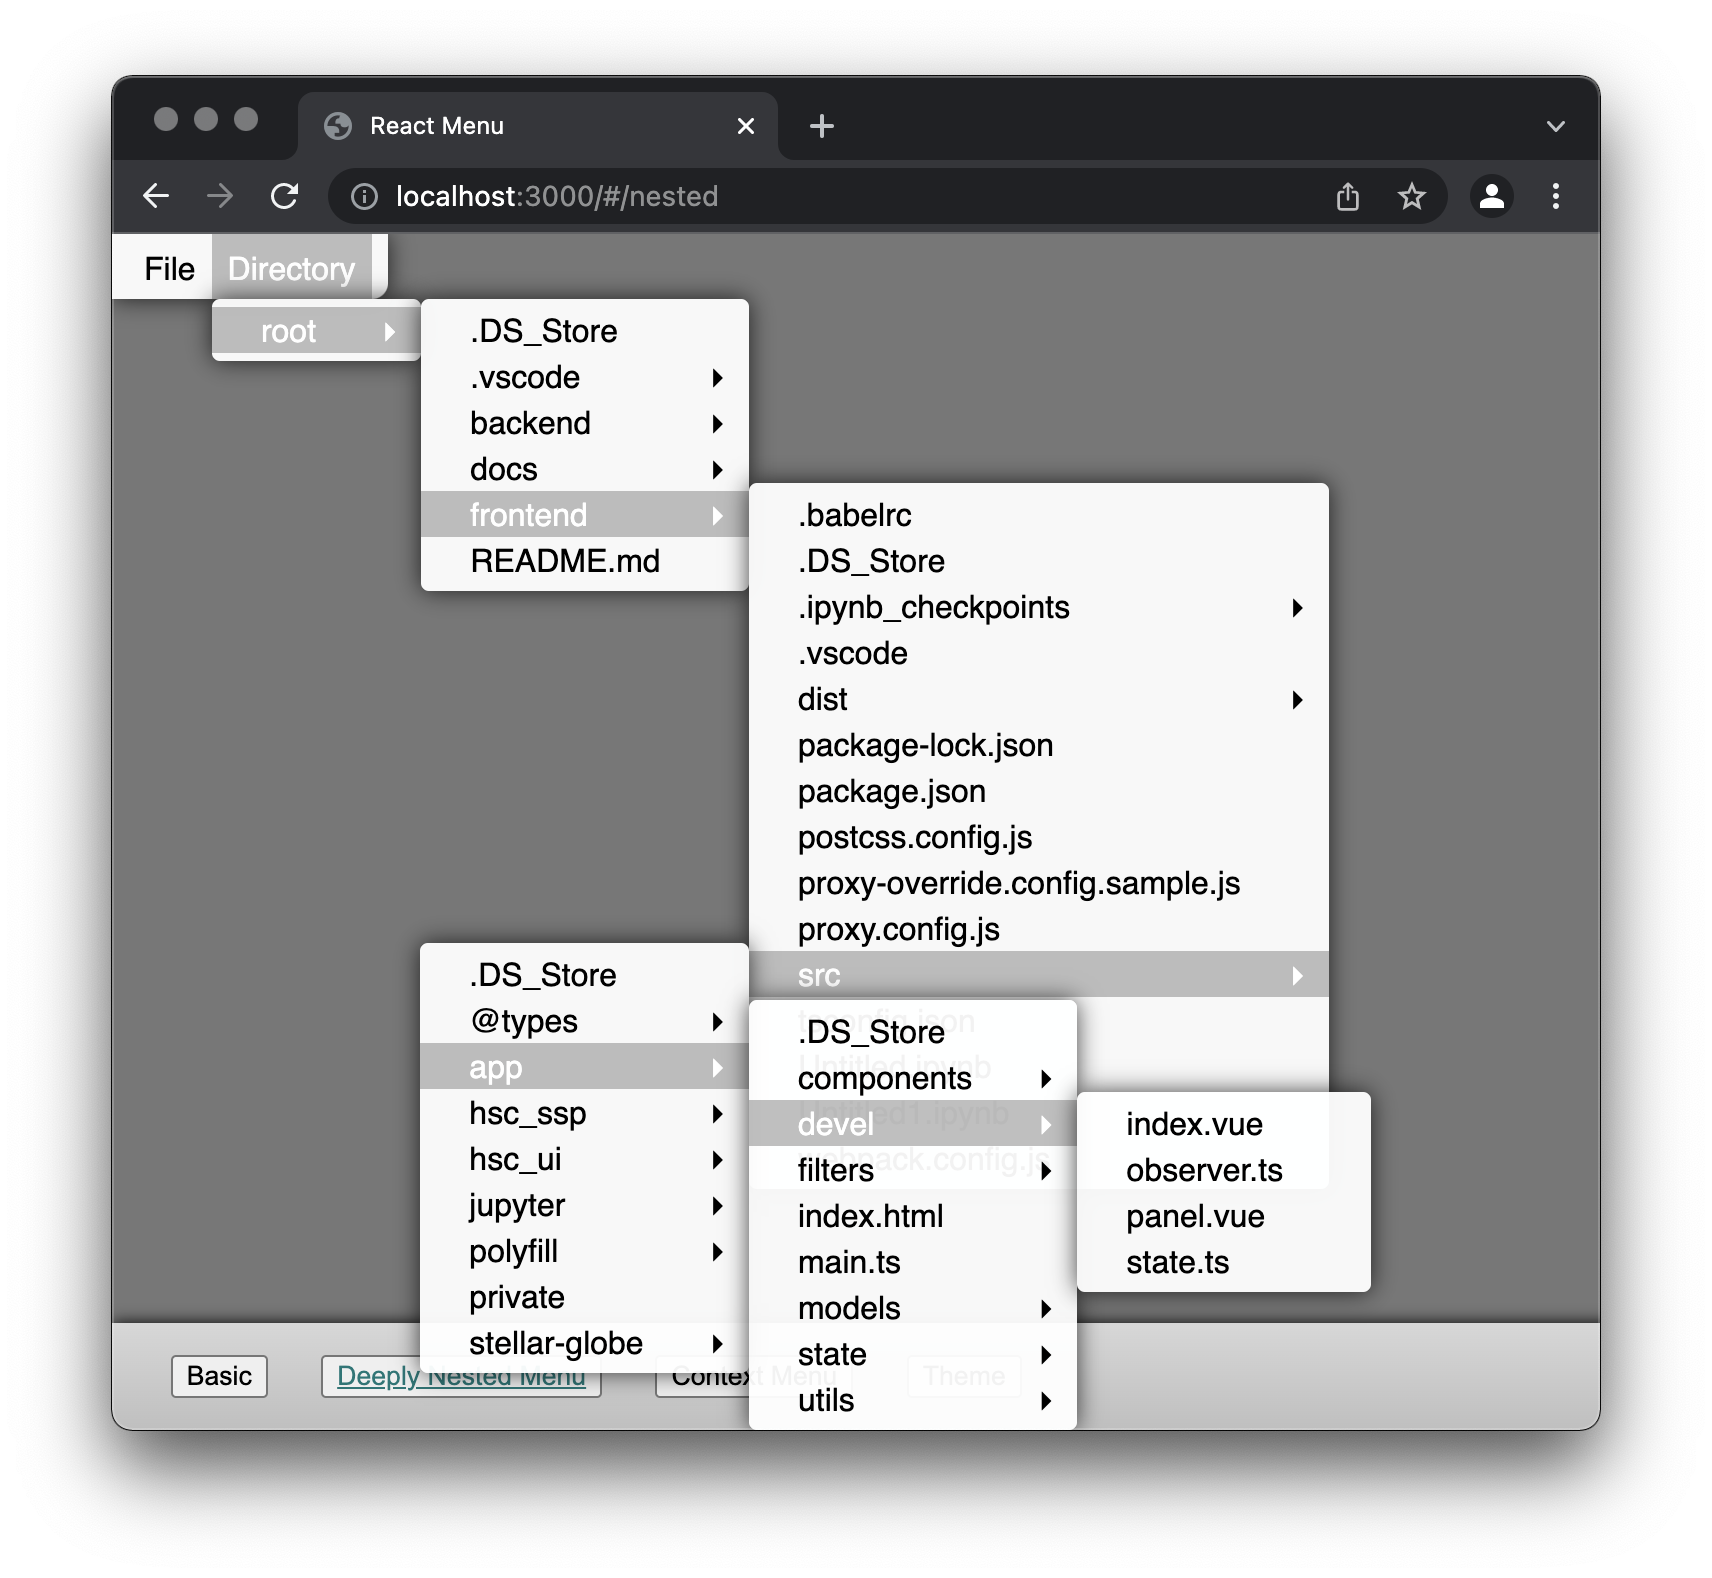 React Menu
localhost:3000/#/nested
File Directory
root
.DS_Store
.vscode
backend
docs
frontend
README.md
.babelrc
.DS_Store
.ipynb_checkpoints
.vscode
dist
package-lock.json
package.json
postcss.config.js
proxy-override.config.sample.js
proxy.config.js
src
tsconfig.json
Untitled.ipynb
Untitled1.ipynb
webpack.config.js
.DS_Store
@types
app
hsc_ssp
hsc_ui
jupyter
polyfill
private
stellar-globe
.DS_Store
components
devel
filters
index.html
main.ts
models
state
utils
index.vue
observer.ts
panel.vue
state.ts
Basic Deeply Nested Menu Context Menu Theme